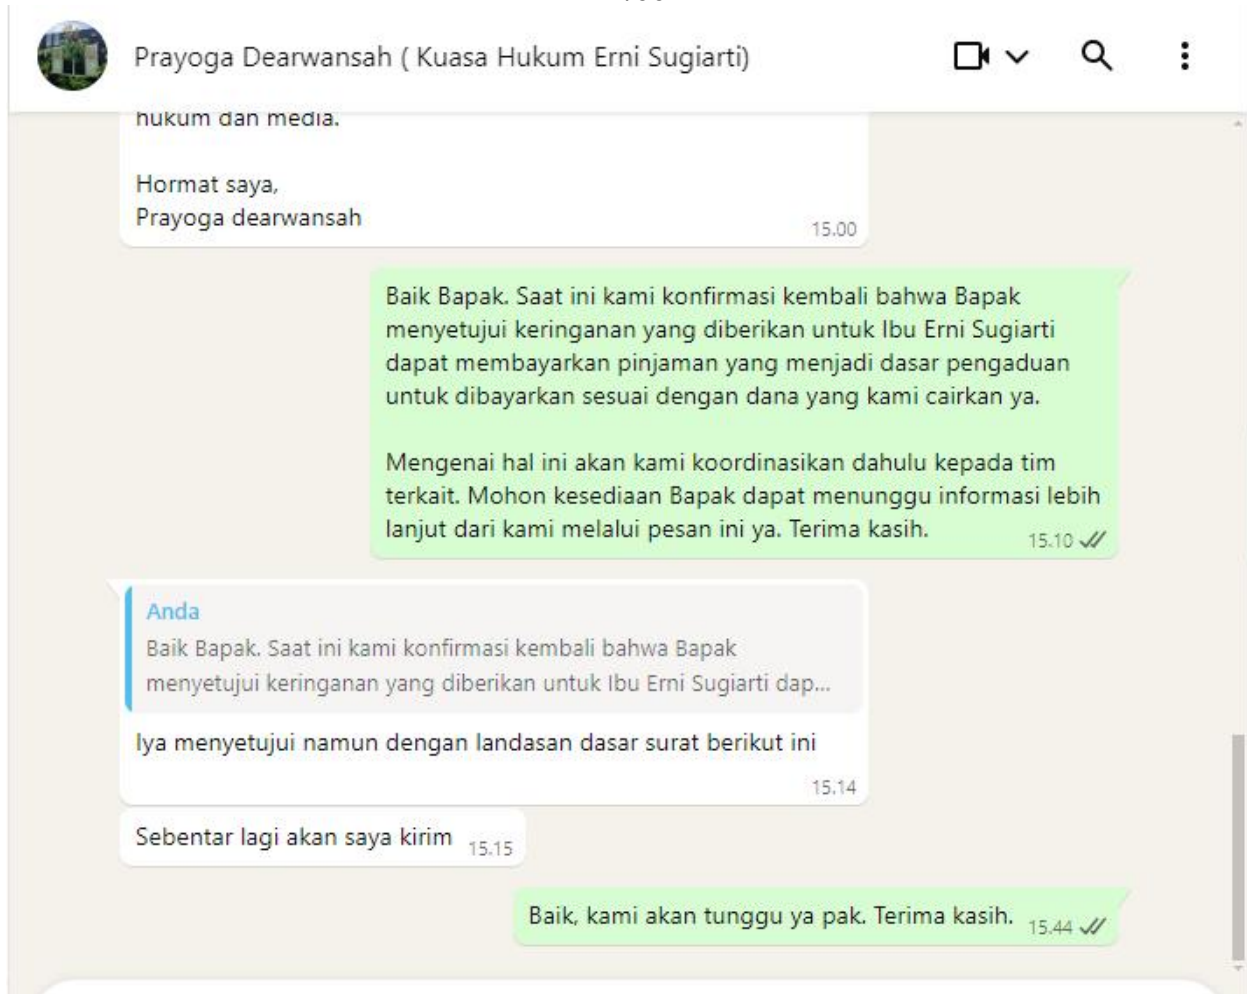 Prayoga Dearwansah ( Kuasa Hukum Erni Sugiarti)
hukum dan media.
Hormat saya,
Prayoga dearwansah
15.00
Baik Bapak. Saat ini kami konfirmasi kembali bahwa Bapak
menyetujui keringanan yang diberikan untuk Ibu Erni Sugiarti
dapat membayarkan pinjaman yang menjadi dasar pengaduan
untuk dibayarkan sesuai dengan dana yang kami cairkan ya.
Mengenai hal ini akan kami koordinasikan dahulu kepada tim
terkait. Mohon kesediaan Bapak dapat menunggu informasi lebih
lanjut dari kami melalui pesan ini ya. Terima kasih.
15.10
Anda
Baik Bapak. Saat ini kami konfirmasi kembali bahwa Bapak
menyetujui keringanan yang diberikan untuk Ibu Erni Sugiarti dap...
Iya menyetujui namun dengan landasan dasar surat berikut ini
15.14
Sebentar lagi akan saya kirim 15.15
Baik, kami akan tunggu ya pak. Terima kasih. 15.44